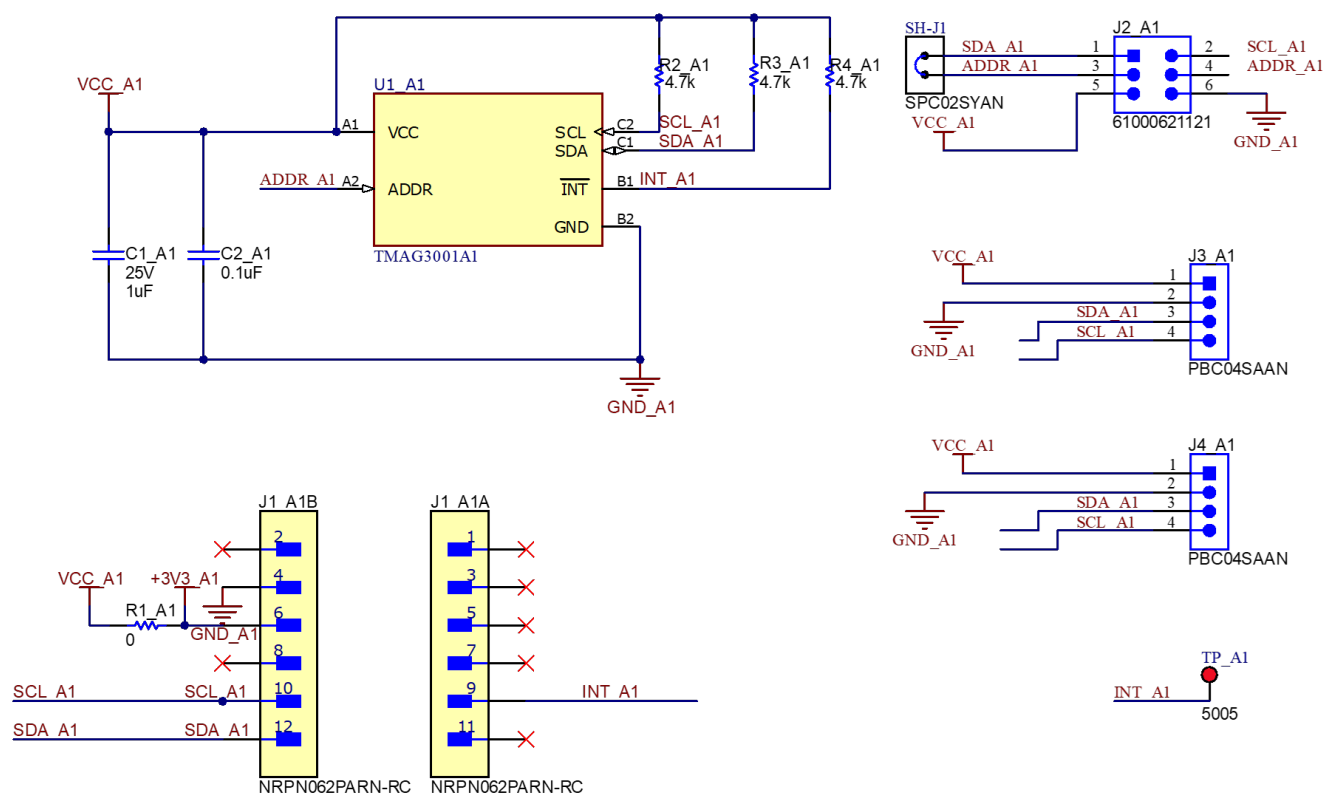 VCC_A1
U1_A1
A1
VCC
ADDR_A1
A2
ADDR
SCL
C2
SCL_A1
SDA
C1
SDA_A1
INT
B1
INT_A1
GND
B2
TMAG3001A1
R2_A1
4.7k
R3_A1
4.7k
R4_A1
4.7k
C1_A1
25V
1uF
C2_A1
0.1uF
GND_A1
SH-J1
SPC02SYAN
J2_A1
SDA_A1
1
2
SCL_A1
ADDR_A1
3
4
ADDR_A1
5
6
VCC_A1
61000621121
GND_A1
J3_A1
VCC_A1
1
2
SDA_A1
3
SCL_A1
4
GND_A1
PBC04SAAN
J4_A1
VCC_A1
1
2
SDA_A1
3
SCL_A1
4
GND_A1
PBC04SAAN
J1_A1B
2
4
VCC_A1
+3V3_A1
R1_A1
0
GND_A1
6
8
SCL_A1
SCL_A1
10
SDA_A1
SDA_A1
12
NRPN062PARN-RC
J1_A1A
1
3
5
7
9
INT_A1
11
NRPN062PARN-RC
TP_A1
INT_A1
5005